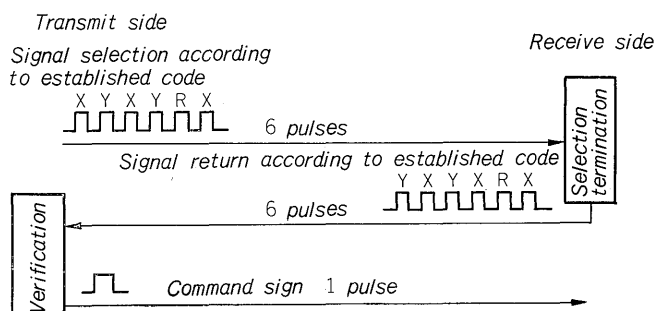 Transmit side
Receive side
Signal selection according
to established code
X Y X Y R X
6 pulses
Selection
termination
Signal return according to established code
Y X Y X R X
6 pulses
Verification
Command sign 1 pulse